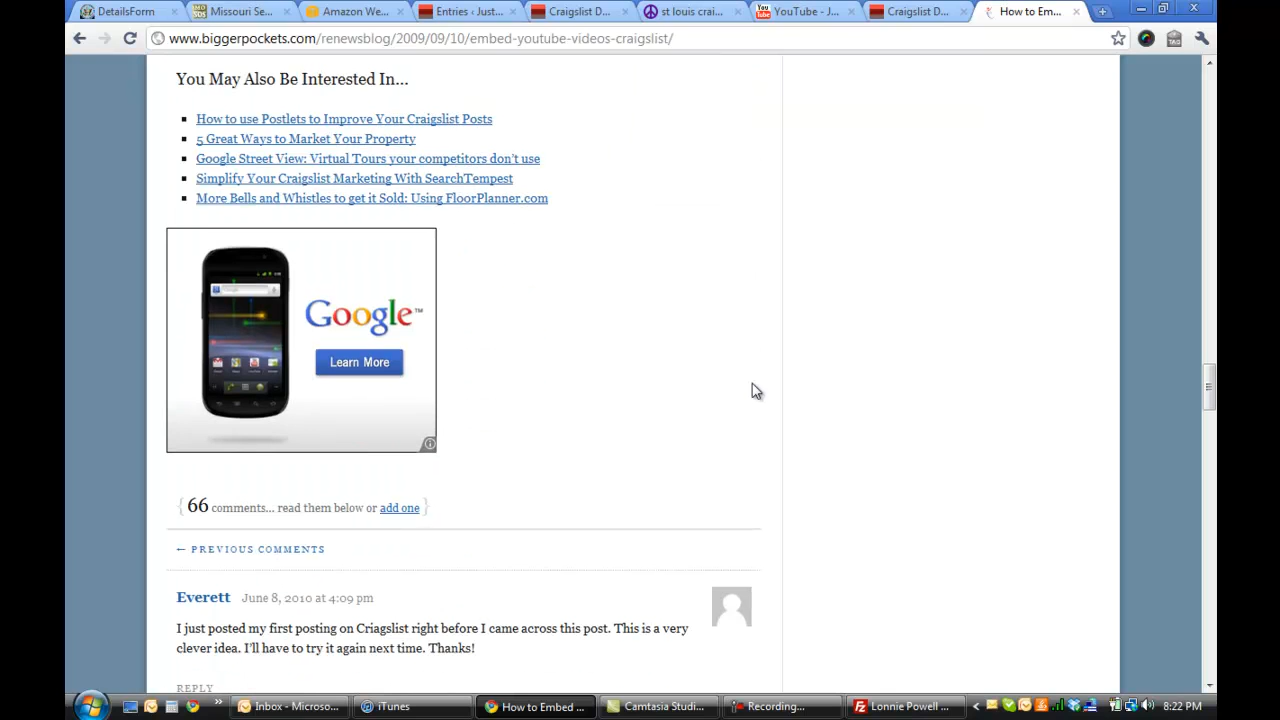 DetailsForm
Missouri Se...
Amazon We...
Entries ‹ Just...
Craigslist D...
st louis crai...
YouTube - J...
Craigslist D...
How to Em...
www.biggerpockets.com/renewsblog/2009/09/10/embed-youtube-videos-craigslist/
You May Also Be Interested In...
How to use Postlets to Improve Your Craigslist Posts
5 Great Ways to Market Your Property
Google Street View: Virtual Tours your competitors don't use
Simplify Your Craigslist Marketing With SearchTempest
More Bells and Whistles to get it Sold: Using FloorPlanner.com
Google™
Learn More
{ 66 comments... read them below or add one }
← PREVIOUS COMMENTS
Everett June 8, 2010 at 4:09 pm
I just posted my first posting on Criagslist right before I came across this post. This is a very
clever idea. I'll have to try it again next time. Thanks!
REPLY
Inbox - Microso...
iTunes
How to Embed ...
Camtasia Studi...
Recording...
Lonnie Powell ...
8:22 PM